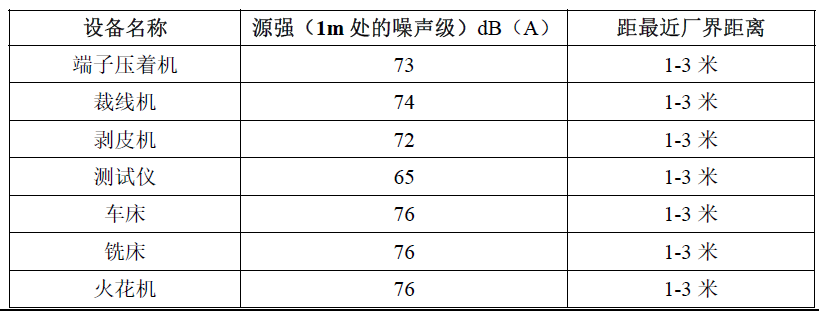 设备名称 源强（1m 处的噪声级）dB（A） 距最近厂界距离
端子压着机 73 1-3 米
裁线机 74 1-3 米
剥皮机 72 1-3 米
测试仪 65 1-3 米
车床 76 1-3 米
铣床 76 1-3 米
火花机 76 1-3 米